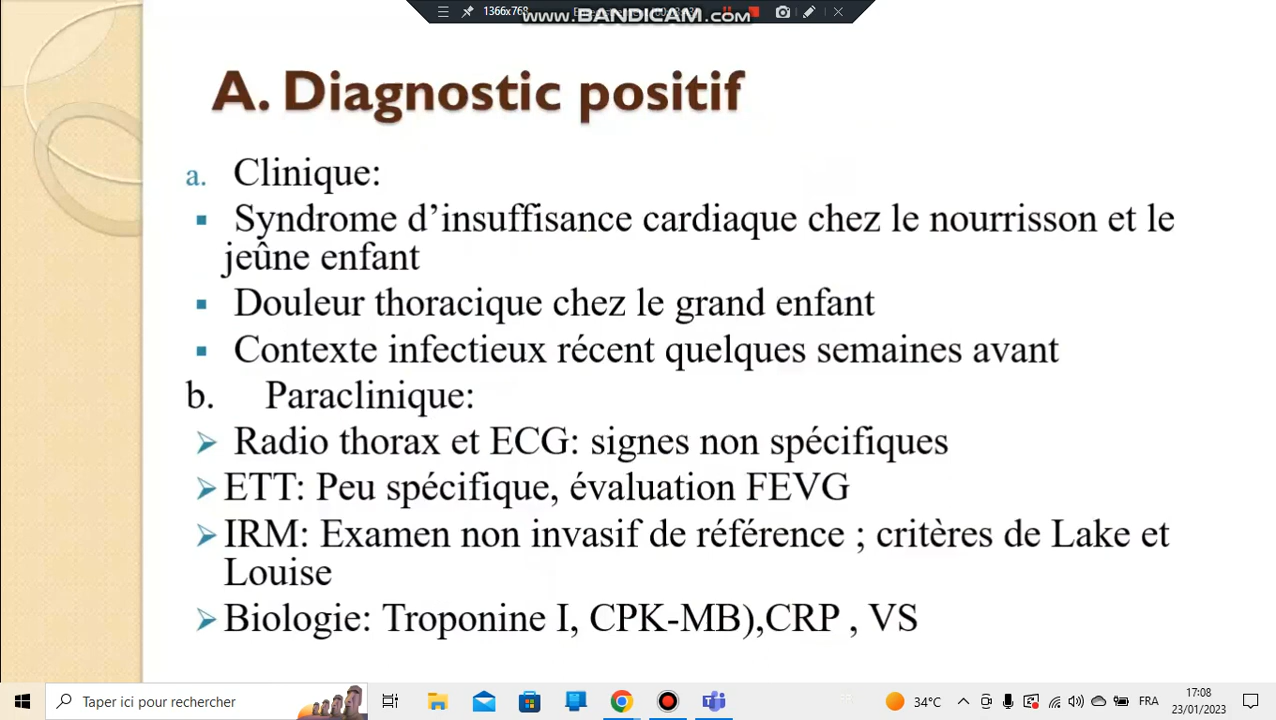 1366x768
www.BANDICAM.com
A. Diagnostic positif
a. Clinique:
▪ Syndrome d’insuffisance cardiaque chez le nourrisson et le
jeûne enfant
▪ Douleur thoracique chez le grand enfant
▪ Contexte infectieux récent quelques semaines avant
b. Paraclinique:
➢ Radio thorax et ECG: signes non spécifiques
➢ ETT: Peu spécifique, évaluation FEVG
➢ IRM: Examen non invasif de référence ; critères de Lake et
Louise
➢ Biologie: Troponine I, CPK-MB),CRP , VS
Taper ici pour rechercher
34°C
FRA
17:08
23/01/2023